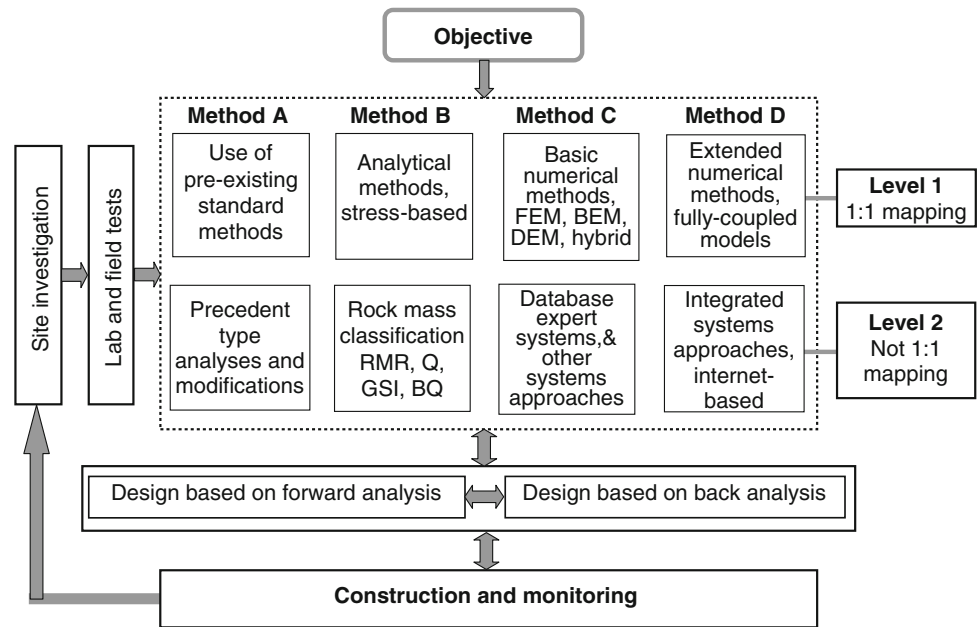 Objective
Method A
Method B
Method C
Method D
Use of
pre-existing
standard
methods
Analytical
methods,
stress-based
Basic
numerical
methods,
FEM, BEM,
DEM, hybrid
Extended
numerical
methods,
fully-coupled
models
Level 1
1:1 mapping
Site investigation
Lab and field tests
Precedent
type
analyses and
modifications
Rock mass
classification
RMR, Q,
GSI, BQ
Database
expert
systems,&
other
systems
approaches
Integrated
systems
approaches,
internet-
based
Level 2
Not 1:1
mapping
Design based on forward analysis
Design based on back analysis
Construction and monitoring